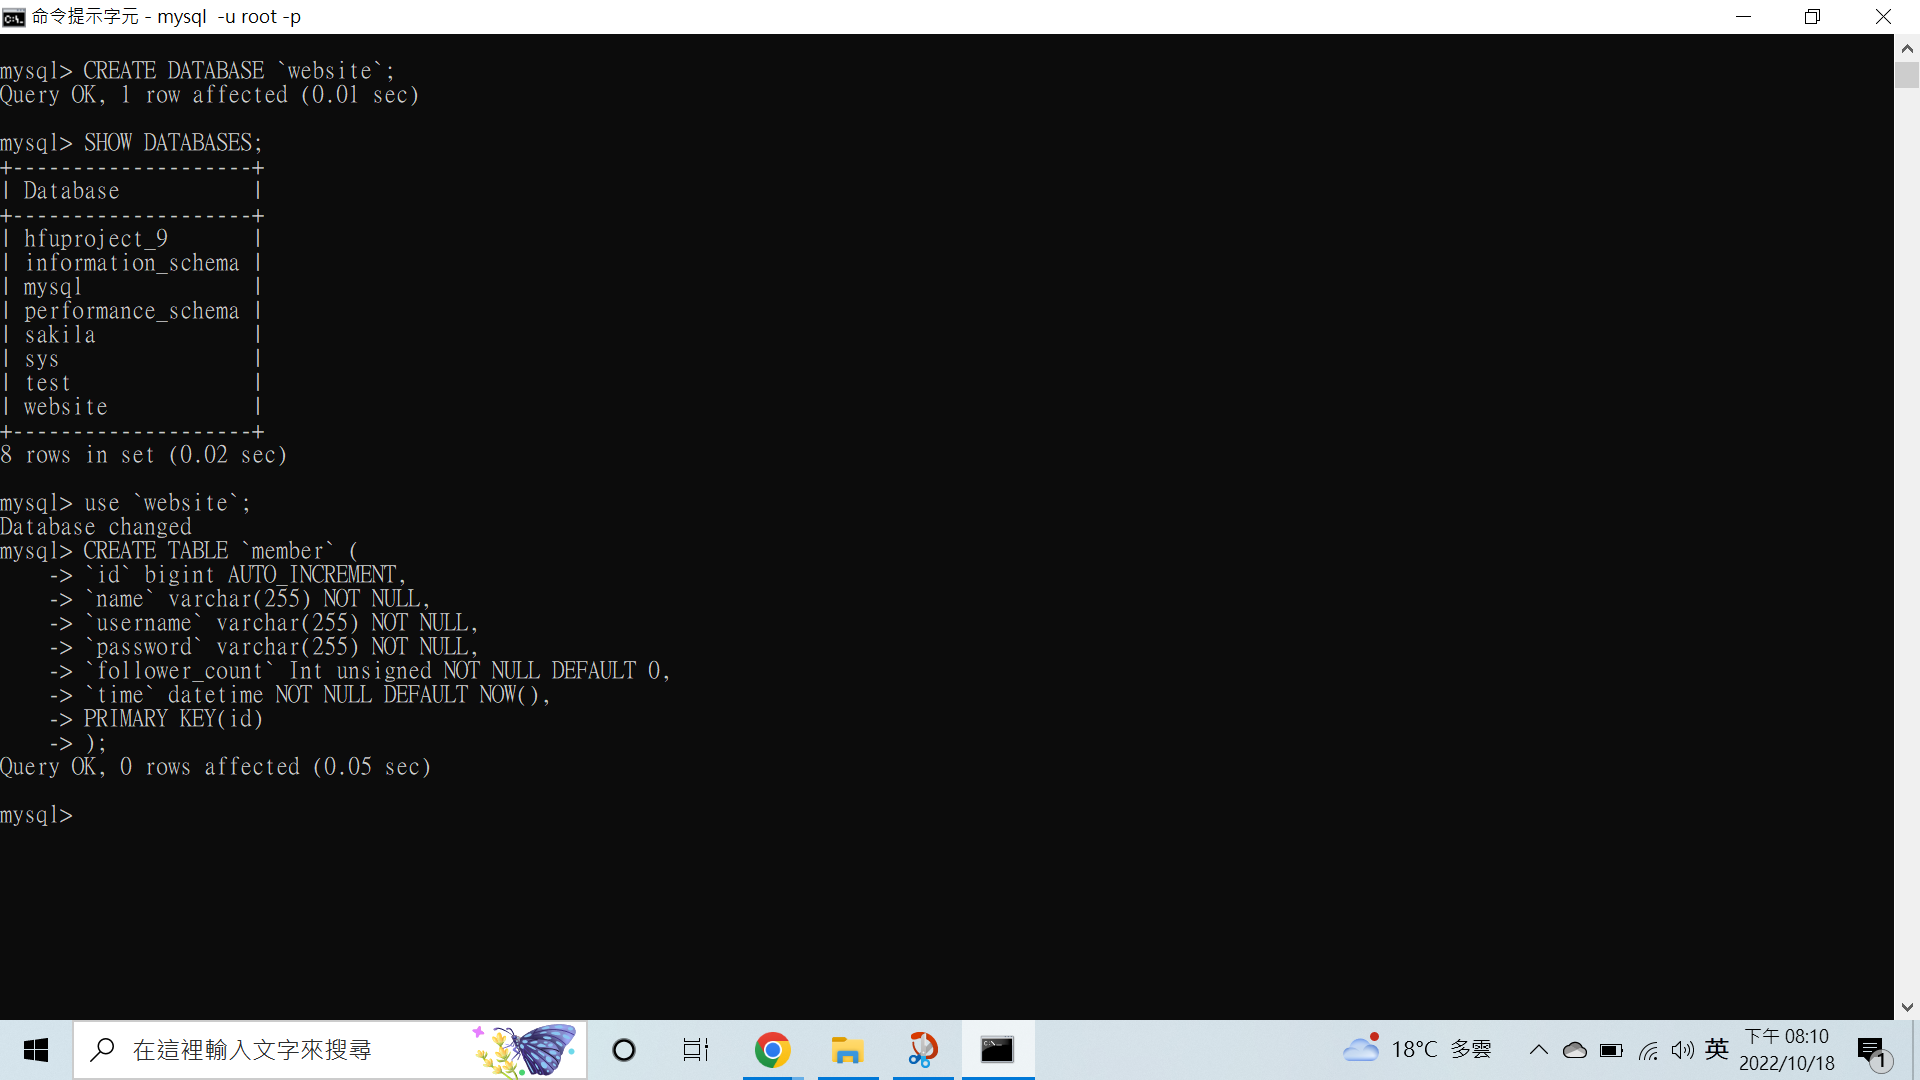 命令提示字元 - mysql  -u root -p
mysql> CREATE DATABASE `website`;
Query OK, 1 row affected (0.01 sec)
mysql> SHOW DATABASES;
+--------------------+
| Database           |
+--------------------+
| hfuproject_9       |
| information_schema |
| mysql              |
| performance_schema |
| sakila             |
| sys                |
| test               |
| website            |
+--------------------+
8 rows in set (0.02 sec)
mysql> use `website`;
Database changed
mysql> CREATE TABLE `member` (
    -> `id` bigint AUTO_INCREMENT,
    -> `name` varchar(255) NOT NULL,
    -> `username` varchar(255) NOT NULL,
    -> `password` varchar(255) NOT NULL,
    -> `follower_count` Int unsigned NOT NULL DEFAULT 0,
    -> `time` datetime NOT NULL DEFAULT NOW(),
    -> PRIMARY KEY(id)
    -> );
Query OK, 0 rows affected (0.05 sec)
mysql>
在這裡輸入文字來搜尋
18°C 多雲
英
下午 08:10
2022/10/18
1